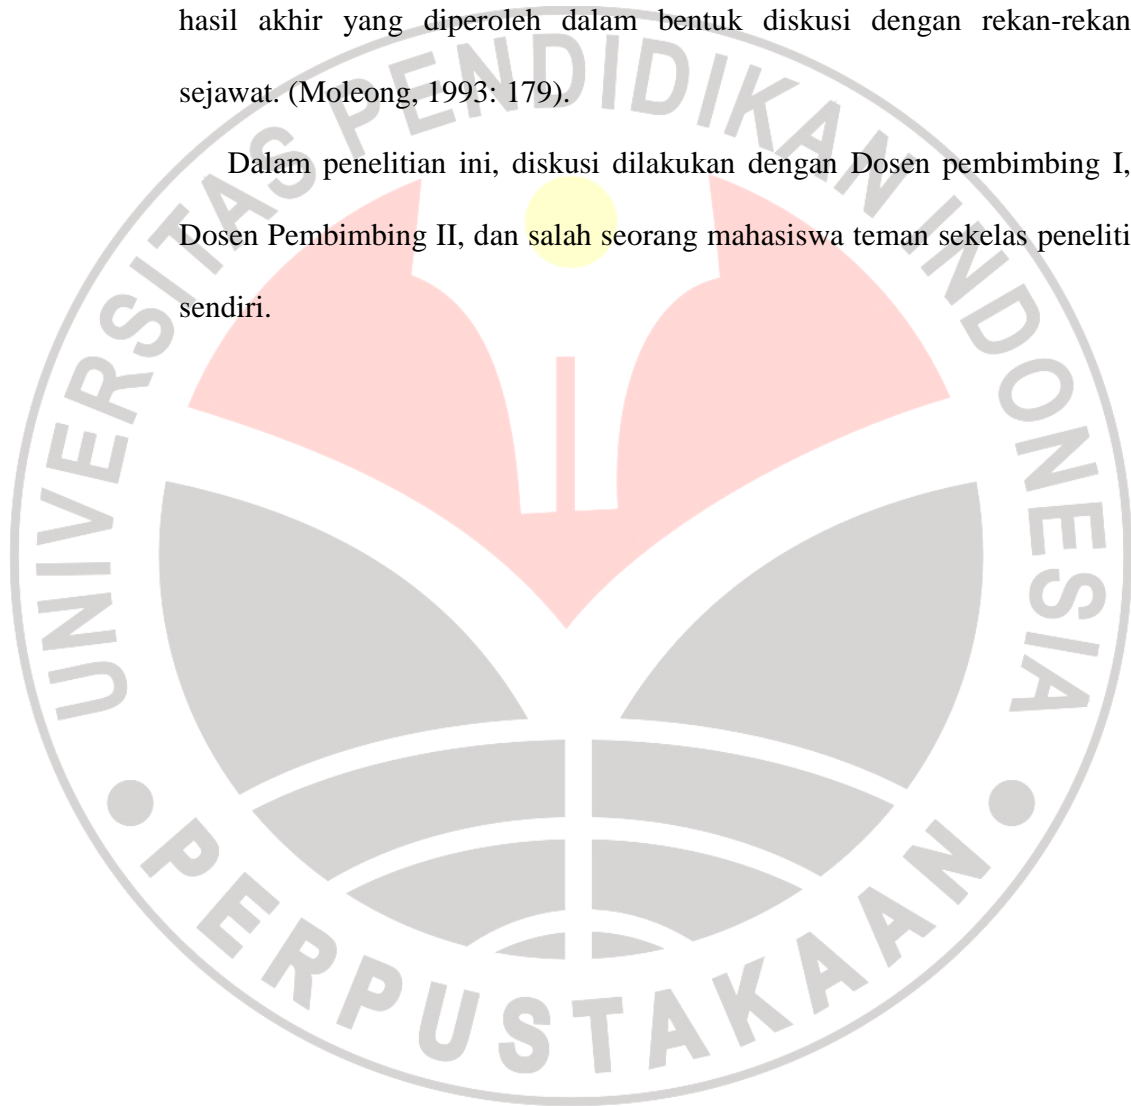 hasil akhir yang diperoleh dalam bentuk diskusi dengan rekan-rekan
sejawat. (Moleong, 1993: 179).
Dalam penelitian ini, diskusi dilakukan dengan Dosen pembimbing I,
Dosen Pembimbing II, dan salah seorang mahasiswa teman sekelas peneliti
sendiri.
UNIVERSITAS PENDIDIKAN INDONESIA
PERPUSTAKAAN